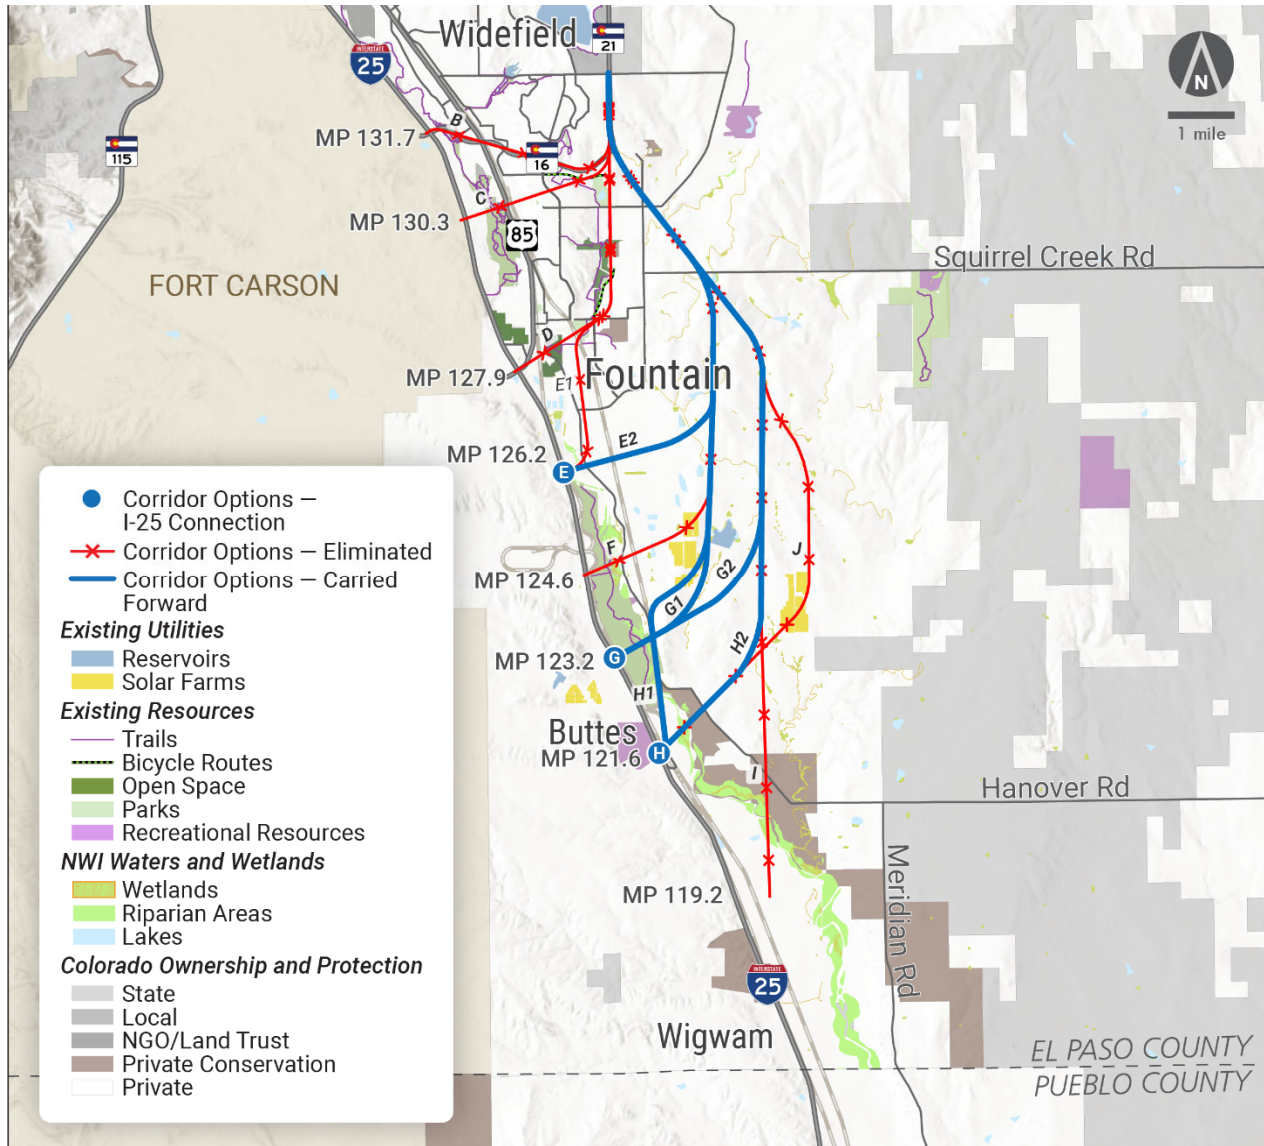 Widefield
21
INTERSTATE
25
N
1 mile
115
MP 131.7
B
16
C
MP 130.3
85
Squirrel Creek Rd
FORT CARSON
D
MP 127.9
E1
Fountain
MP 126.2
E
E2
F
MP 124.6
J
G1
G2
MP 123.2
G
H2
H1
Buttes
MP 121.6
H
I
Hanover Rd
MP 119.2
Meridian Rd
INTERSTATE
25
Wigwam
EL PASO COUNTY
PUEBLO COUNTY
Corridor Options –
I-25 Connection
Corridor Options – Eliminated
Corridor Options – Carried
Forward
Existing Utilities
Reservoirs
Solar Farms
Existing Resources
Trails
Bicycle Routes
Open Space
Parks
Recreational Resources
NWI Waters and Wetlands
Wetlands
Riparian Areas
Lakes
Colorado Ownership and Protection
State
Local
NGO/Land Trust
Private Conservation
Private